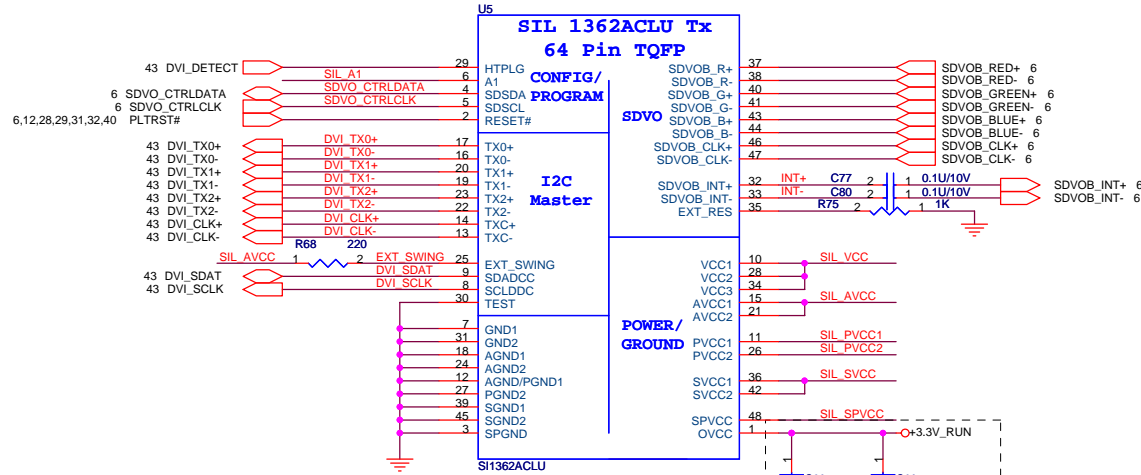 U5
SIL 1362ACLU Tx
64 Pin TQFP
CONFIG/
PROGRAM
SDVO
I2C
Master
POWER/
GROUND
43 DVI_DETECT 29 HTPLG
SIL_A1 6 A1
6 SDVO_CTRLDATA SDVO_CTRLDATA 4 SDSDA
6 SDVO_CTRLCLK SDVO_CTRLCLK 5 SDSCL
6,12,28,29,31,32,40 PLTRST# 2 RESET#
43 DVI_TX0+ DVI_TX0+ 17 TX0+
43 DVI_TX0- DVI_TX0- 16 TX0-
43 DVI_TX1+ DVI_TX1+ 20 TX1+
43 DVI_TX1- DVI_TX1- 19 TX1-
43 DVI_TX2+ DVI_TX2+ 23 TX2+
43 DVI_TX2- DVI_TX2- 22 TX2-
43 DVI_CLK+ DVI_CLK+ 14 TXC+
43 DVI_CLK- DVI_CLK- 13 TXC-
R68 220
SIL_AVCC 1 2 EXT_SWING 25 EXT_SWING
43 DVI_SDAT DVI_SDAT 9 SDADCC
43 DVI_SCLK DVI_SCLK 8 SCLDDC
30 TEST
7 GND1
31 GND2
18 AGND1
24 AGND2
12 AGND/PGND1
27 PGND2
39 SGND1
45 SGND2
3 SPGND
SDVOB_R+ 37 SDVOB_RED+ 6
SDVOB_R- 38 SDVOB_RED- 6
SDVOB_G+ 40 SDVOB_GREEN+ 6
SDVOB_G- 41 SDVOB_GREEN- 6
SDVOB_B+ 43 SDVOB_BLUE+ 6
SDVOB_B- 44 SDVOB_BLUE- 6
SDVOB_CLK+ 46 SDVOB_CLK+ 6
SDVOB_CLK- 47 SDVOB_CLK- 6
SDVOB_INT+ 32 INT+ C77 2 1 0.1U/10V SDVOB_INT+ 6
SDVOB_INT- 33 INT- C80 2 1 0.1U/10V SDVOB_INT- 6
EXT_RES 35 R75 2 1 1K
VCC1 10 SIL_VCC
VCC2 28
VCC3 34
AVCC1 15 SIL_AVCC
AVCC2 21
PVCC1 11 SIL_PVCC1
PVCC2 26 SIL_PVCC2
SVCC1 36 SIL_SVCC
SVCC2 42
SPVCC 48 SIL_SPVCC
OVCC 1 +3.3V_RUN
1 1
SI1362ACLU